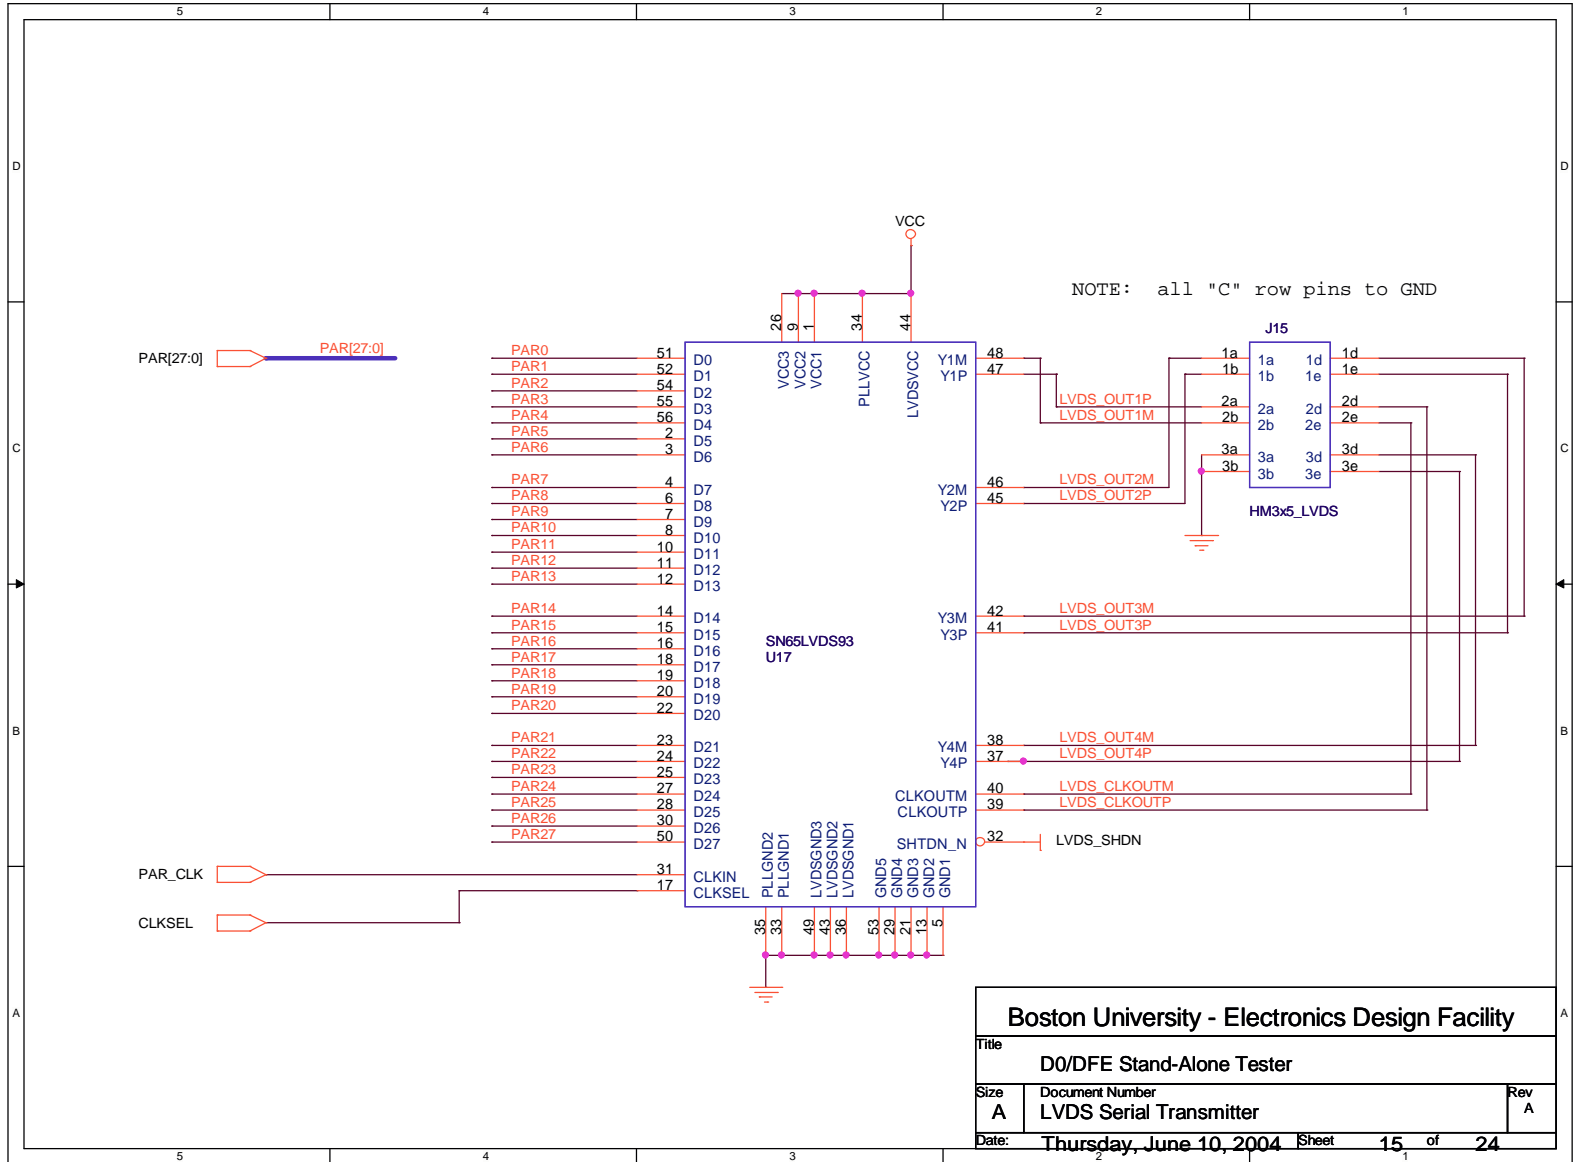 5 4 3 2 1
D D
C C
B B
A A
VCC
NOTE: all "C" row pins to GND
J15
26 9 1 34 44
VCC3 VCC2 VCC1 PLLVCC LVDSVCC
PAR[27:0] PAR[27:0]
PAR0 51 D0
PAR1 52 D1
PAR2 54 D2
PAR3 55 D3
PAR4 56 D4
PAR5 2 D5
PAR6 3 D6
PAR7 4 D7
PAR8 6 D8
PAR9 7 D9
PAR10 8 D10
PAR11 10 D11
PAR12 11 D12
PAR13 12 D13
PAR14 14 D14
PAR15 15 D15
PAR16 16 D16
PAR17 18 D17
PAR18 19 D18
PAR19 20 D19
PAR20 22 D20
PAR21 23 D21
PAR22 24 D22
PAR23 25 D23
PAR24 27 D24
PAR25 28 D25
PAR26 30 D26
PAR27 50 D27
PAR_CLK 31 CLKIN
CLKSEL 17 CLKSEL
SN65LVDS93
U17
Y1M 48
Y1P 47
LVDS_OUT1P
LVDS_OUT1M
Y2M 46 LVDS_OUT2M
Y2P 45 LVDS_OUT2P
Y3M 42 LVDS_OUT3M
Y3P 41 LVDS_OUT3P
Y4M 38 LVDS_OUT4M
Y4P 37 LVDS_OUT4P
CLKOUTM 40 LVDS_CLKOUTM
CLKOUTP 39 LVDS_CLKOUTP
SHTDN_N 32 LVDS_SHDN
1a 1a 1d 1d
1b 1b 1e 1e
2a 2a 2d 2d
2b 2b 2e 2e
3a 3a 3d 3d
3b 3b 3e 3e
HM3x5_LVDS
PLLGND2 PLLGND1 LVDSGND3 LVDSGND2 LVDSGND1 GND5 GND4 GND3 GND2 GND1
35 33 49 43 36 53 29 21 13 5
Boston University - Electronics Design Facility
Title
D0/DFE Stand-Alone Tester
Size Document Number Rev
A LVDS Serial Transmitter A
Date: Thursday, June 10, 2004 Sheet 15 of 24
5 4 3 2 1